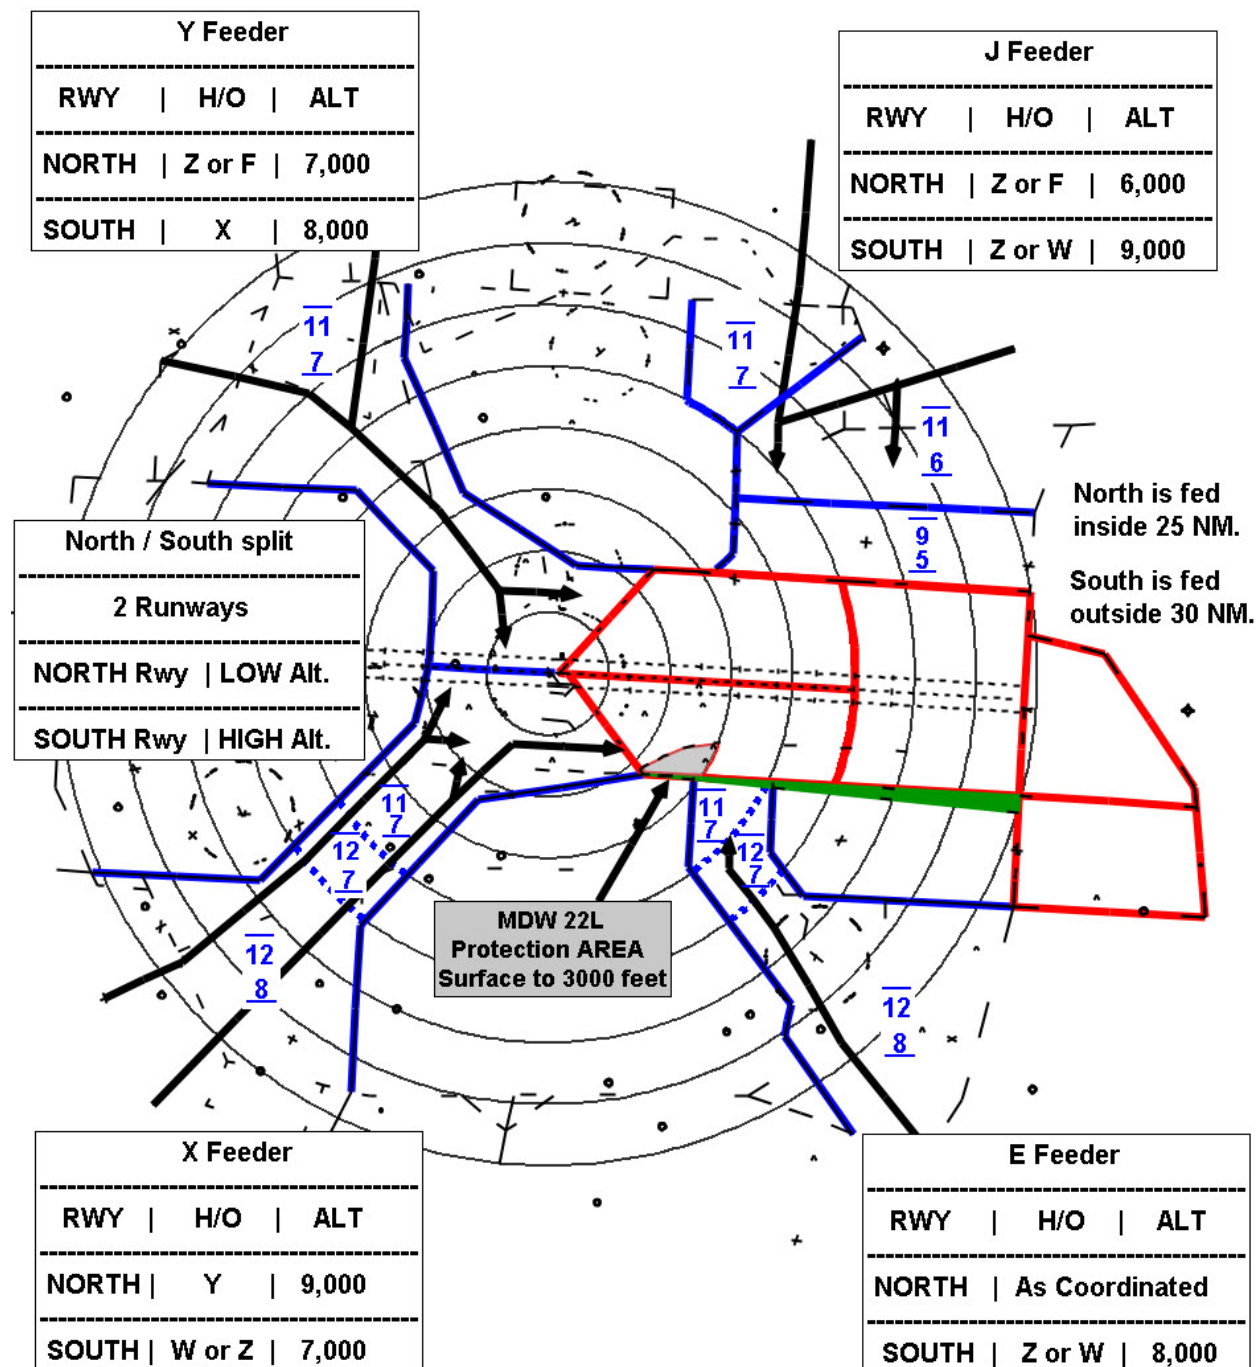 Y Feeder
RWY | H/O | ALT
NORTH | Z or F | 7,000
SOUTH | X | 8,000
J Feeder
RWY | H/O | ALT
NORTH | Z or F | 6,000
SOUTH | Z or W | 9,000
11
7
11
7
11
6
9
5
North is fed
inside 25 NM.
South is fed
outside 30 NM.
North / South split
2 Runways
NORTH Rwy | LOW Alt.
SOUTH Rwy | HIGH Alt.
11
7
12
7
12
8
11
7
12
7
12
8
MDW 22L
Protection AREA
Surface to 3000 feet
X Feeder
RWY | H/O | ALT
NORTH | Y | 9,000
SOUTH | W or Z | 7,000
E Feeder
RWY | H/O | ALT
NORTH | As Coordinated
SOUTH | Z or W | 8,000